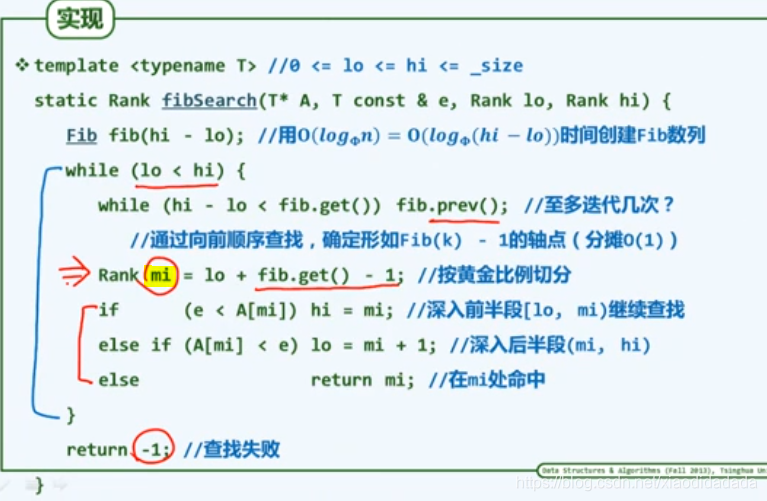 实现
❖ template <typename T> //0 <= lo <= hi <= _size
static Rank fibSearch(T* A, T const & e, Rank lo, Rank hi) {
Fib fib(hi - lo); //用O(logΦn) = O(logΦ(hi - lo))时间创建Fib数列
while (lo < hi) {
while (hi - lo < fib.get()) fib.prev(); //至多迭代几次？
//通过向前顺序查找，确定形如Fib(k) - 1的轴点（分摊O(1)）
Rank mi = lo + fib.get() - 1; //按黄金比例切分
if (e < A[mi]) hi = mi; //深入前半段[lo, mi)继续查找
else if (A[mi] < e) lo = mi + 1; //深入后半段(mi, hi)
else return mi; //在mi处命中
}
return -1; //查找失败
}
Data Structures & Algorithms (Fall 2013), Tsinghua Un
https://blog.csdn.net/xiaodidadada